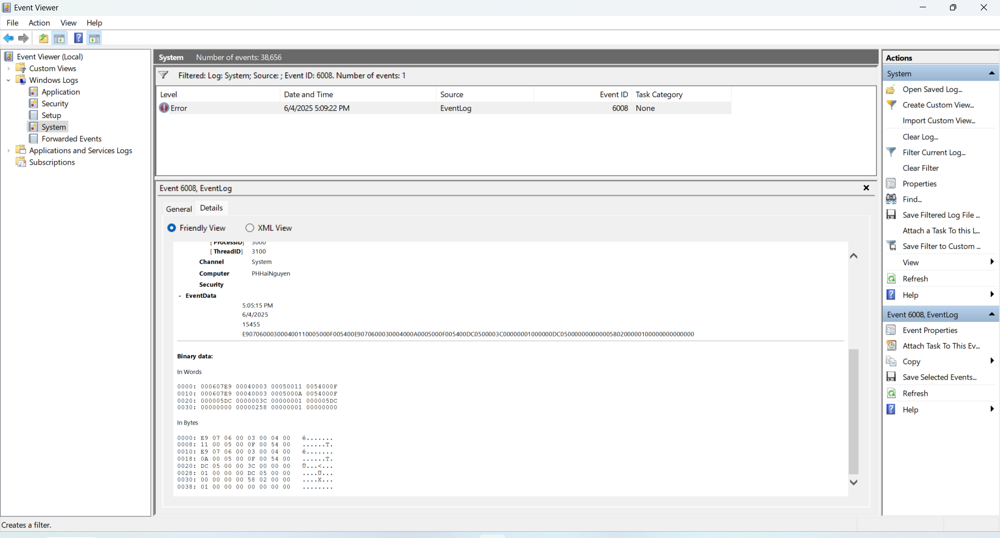 Event Viewer
File Action View Help
Event Viewer (Local)
Custom Views
Windows Logs
Application
Security
Setup
System
Forwarded Events
Applications and Services Logs
Subscriptions
System Number of events: 38,656
Filtered: Log: System; Source: ; Event ID: 6008. Number of events: 1
Level Date and Time Source Event ID Task Category
Error 6/4/2025 5:09:22 PM EventLog 6008 None
Event 6008, EventLog
General Details
Friendly View XML View
[ ProcessID] 3000
[ ThreadID] 3100
Channel System
Computer PHHaiNguyen
Security
- EventData
5:05:15 PM
6/4/2025
15455
E907060003000400110005000F005400E9070600030004000A0005000F005400DC0500003C00000001000000DC050000000000005802000001000000000000000
Binary data:
In Words
0000: 000607E9 00040003 00050011 0054000F
0010: 000607E9 00040003 0005000A 0054000F
0020: 000005DC 0000003C 00000001 000005DC
0030: 00000000 00000258 00000001 00000000
In Bytes
0000: E9 07 06 00 03 00 04 00 é.......
0008: 11 00 05 00 0F 00 54 00 ......T.
0010: E9 07 06 00 03 00 04 00 é.......
0018: 0A 00 05 00 0F 00 54 00 ......T.
0020: DC 05 00 00 3C 00 00 00 Ü...<...
0028: 01 00 00 00 DC 05 00 00 ....Ü...
0030: 00 00 00 00 58 02 00 00 ....X...
0038: 01 00 00 00 00 00 00 00 ........
Actions
System
Open Saved Log...
Create Custom View...
Import Custom View...
Clear Log...
Filter Current Log...
Clear Filter
Properties
Find...
Save Filtered Log File ...
Attach a Task To this L...
Save Filter to Custom ...
View
Refresh
Help
Event 6008, EventLog
Event Properties
Attach Task To This Ev...
Copy
Save Selected Events...
Refresh
Help
Creates a filter.